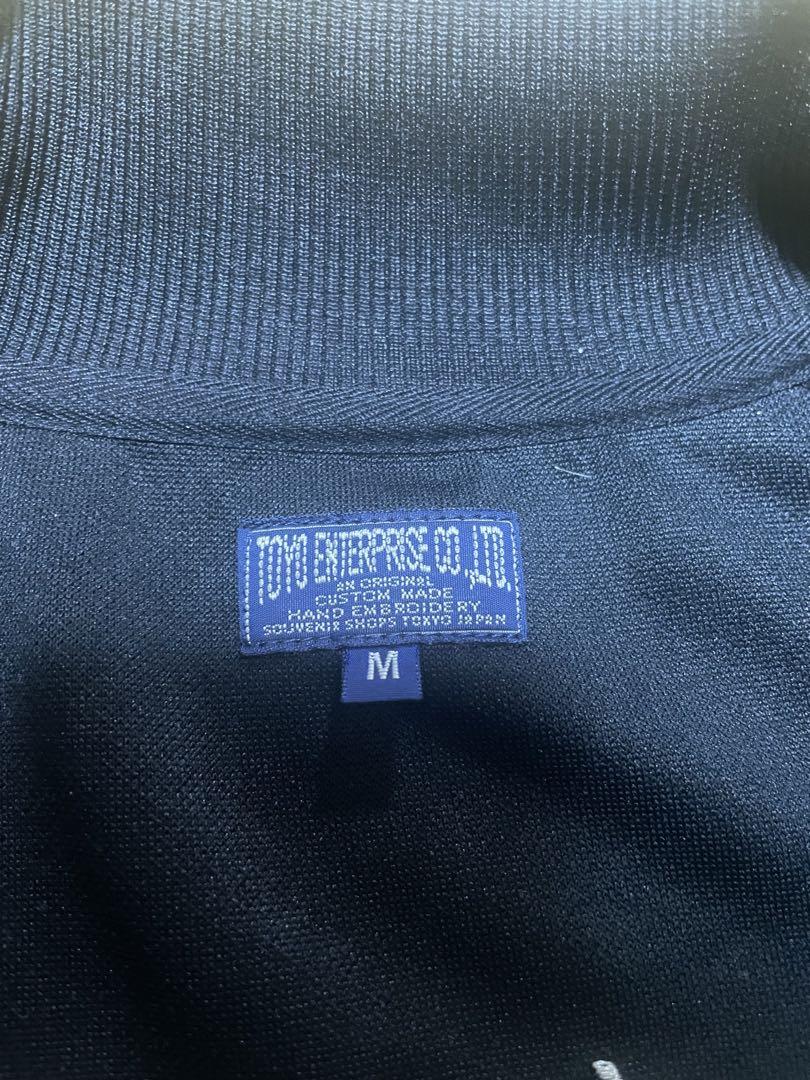 TOYO ENTERPRISE CO.,LTD.
AN ORIGINAL
CUSTOM MADE
HAND EMBROIDERY
SOUVENIR SHOPS TOKYO JAPAN
M